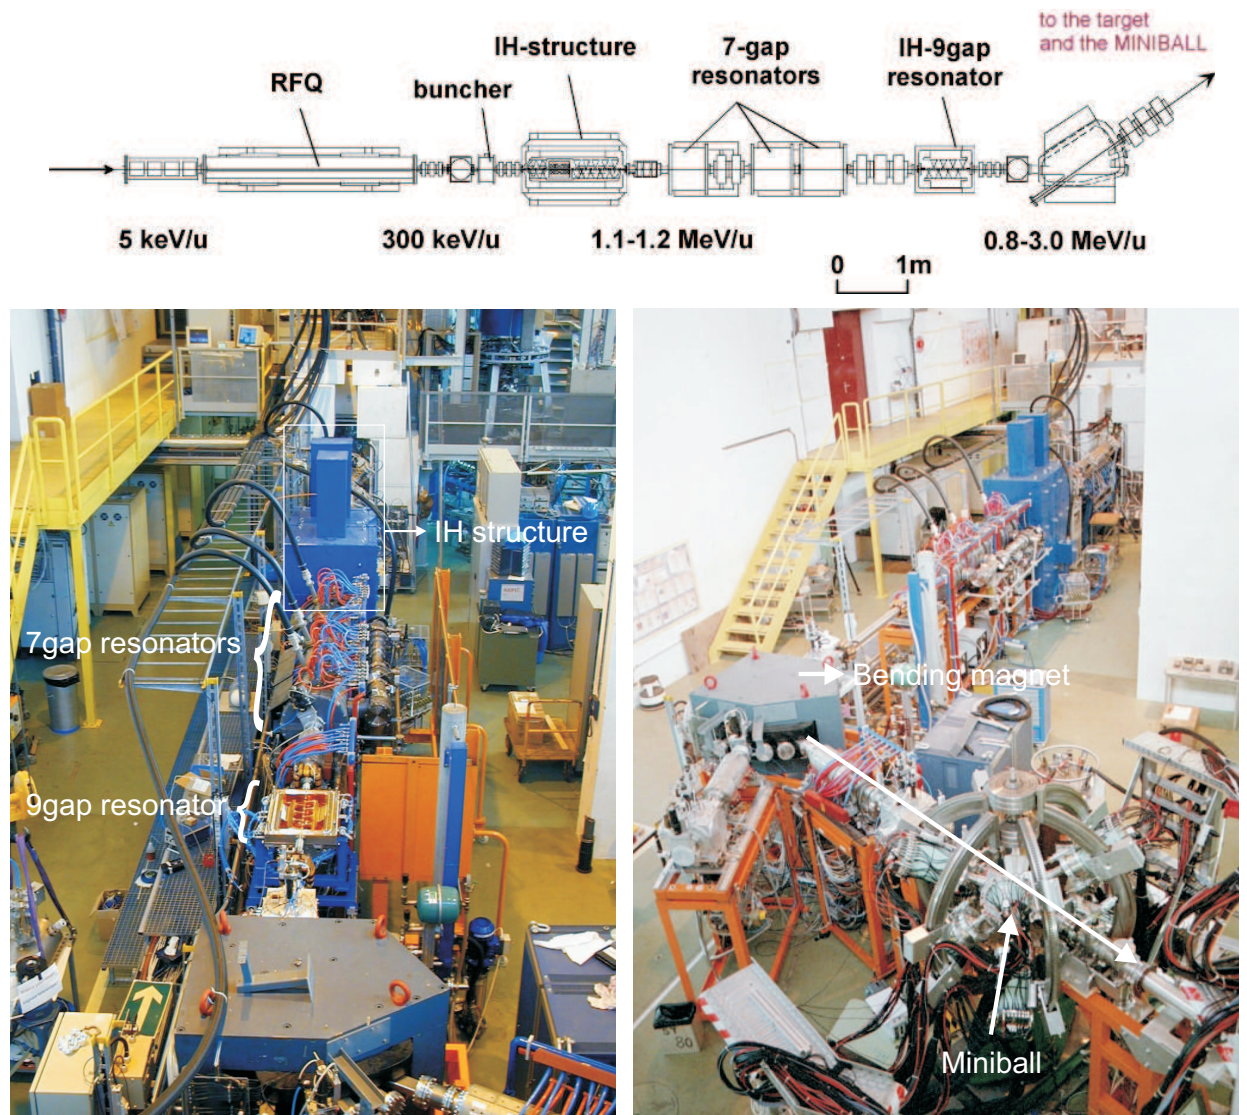 to the target
and the MINIBALL
IH-structure
7-gap
resonators
IH-9gap
resonator
RFQ
buncher
5 keV/u
300 keV/u
1.1-1.2 MeV/u
0.8-3.0 MeV/u
0
1m
IH structure
7gap resonators
9gap resonator
Bending magnet
80
Miniball